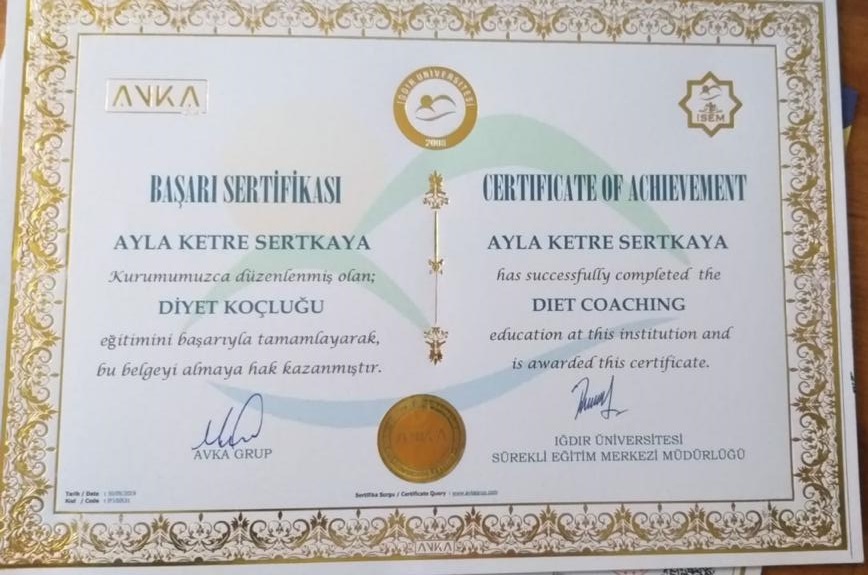 AVKA
IĞDIR ÜNİVERSİTESİ
2008
ISEM
BAŞARI SERTİFİKASI
AYLA KETRE SERTKAYA
Kurumumuzca düzenlenmiş olan;
DİYET KOÇLUĞU
eğitimini başarıyla tamamlayarak,
bu belgeyi almaya hak kazanmıştır.
AVKA GRUP
CERTIFICATE OF ACHIEVEMENT
AYLA KETRE SERTKAYA
has successfully completed the
DIET COACHING
education at this institution and
is awarded this certificate.
IĞDIR ÜNİVERSİTESİ
SÜREKLİ EĞİTİM MERKEZİ MÜDÜRLÜĞÜ
AVKA
Tarih / Date :
Kod / Code :
Sertifika Sorgu / Certificate Query :
AVKA